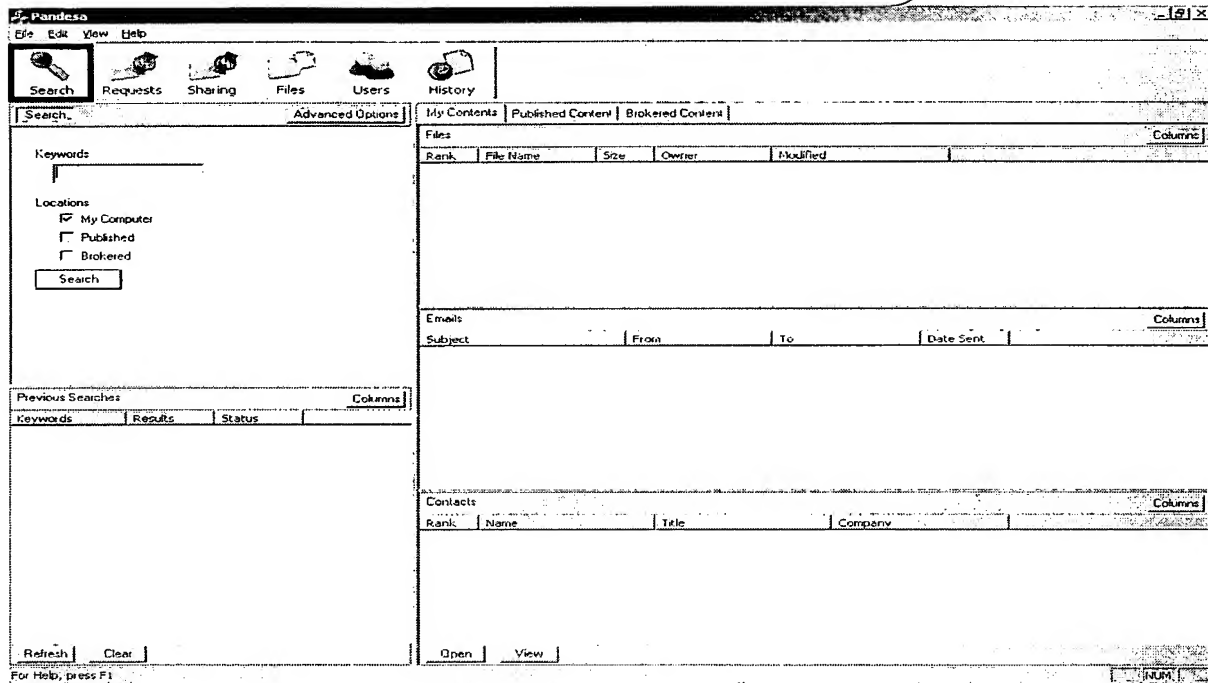 Pandesa
File Edit View Help
Search Requests Sharing Files Users History
Search Advanced Options
Keywords
Locations
My Computer
Published
Brokered
Search
Previous Searches Columns
Keywords Results Status
Refresh Clear
My Contents Published Content Brokered Content
Files Columns
Rank File Name Size Owner Modified
Emails Columns
Subject From To Date Sent
Contacts Columns
Rank Name Title Company
Open View
For Help, press F1 NUM